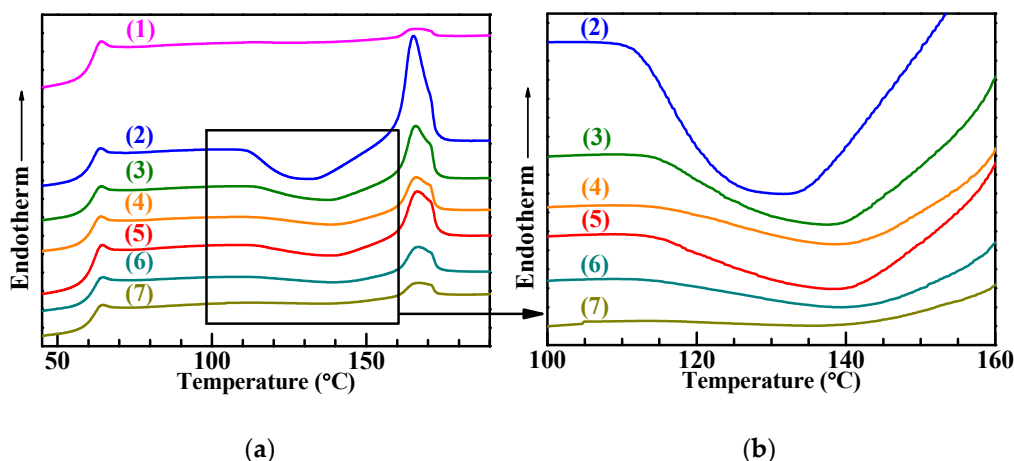 (1)
(2)
(3)
(4)
(5)
(6)
(7)
Endotherm
50 100 150
Temperature (°C)
(a)
(2)
(3)
(4)
(5)
(6)
(7)
Endotherm
100 120 140 160
Temperature (°C)
(b)